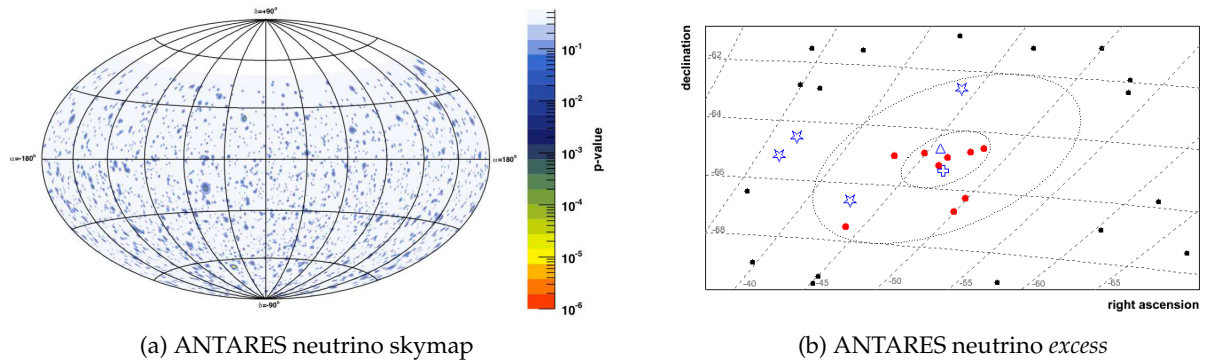 δ=+90°
α=-180°
α=180°
δ=-90°
10⁻¹
10⁻²
10⁻³
10⁻⁴
10⁻⁵
10⁻⁶
p-value
(a) ANTARES neutrino skymap
declination
-62
-64
-66
-68
-40
-45
-50
-55
-60
-65
right ascension
(b) ANTARES neutrino excess